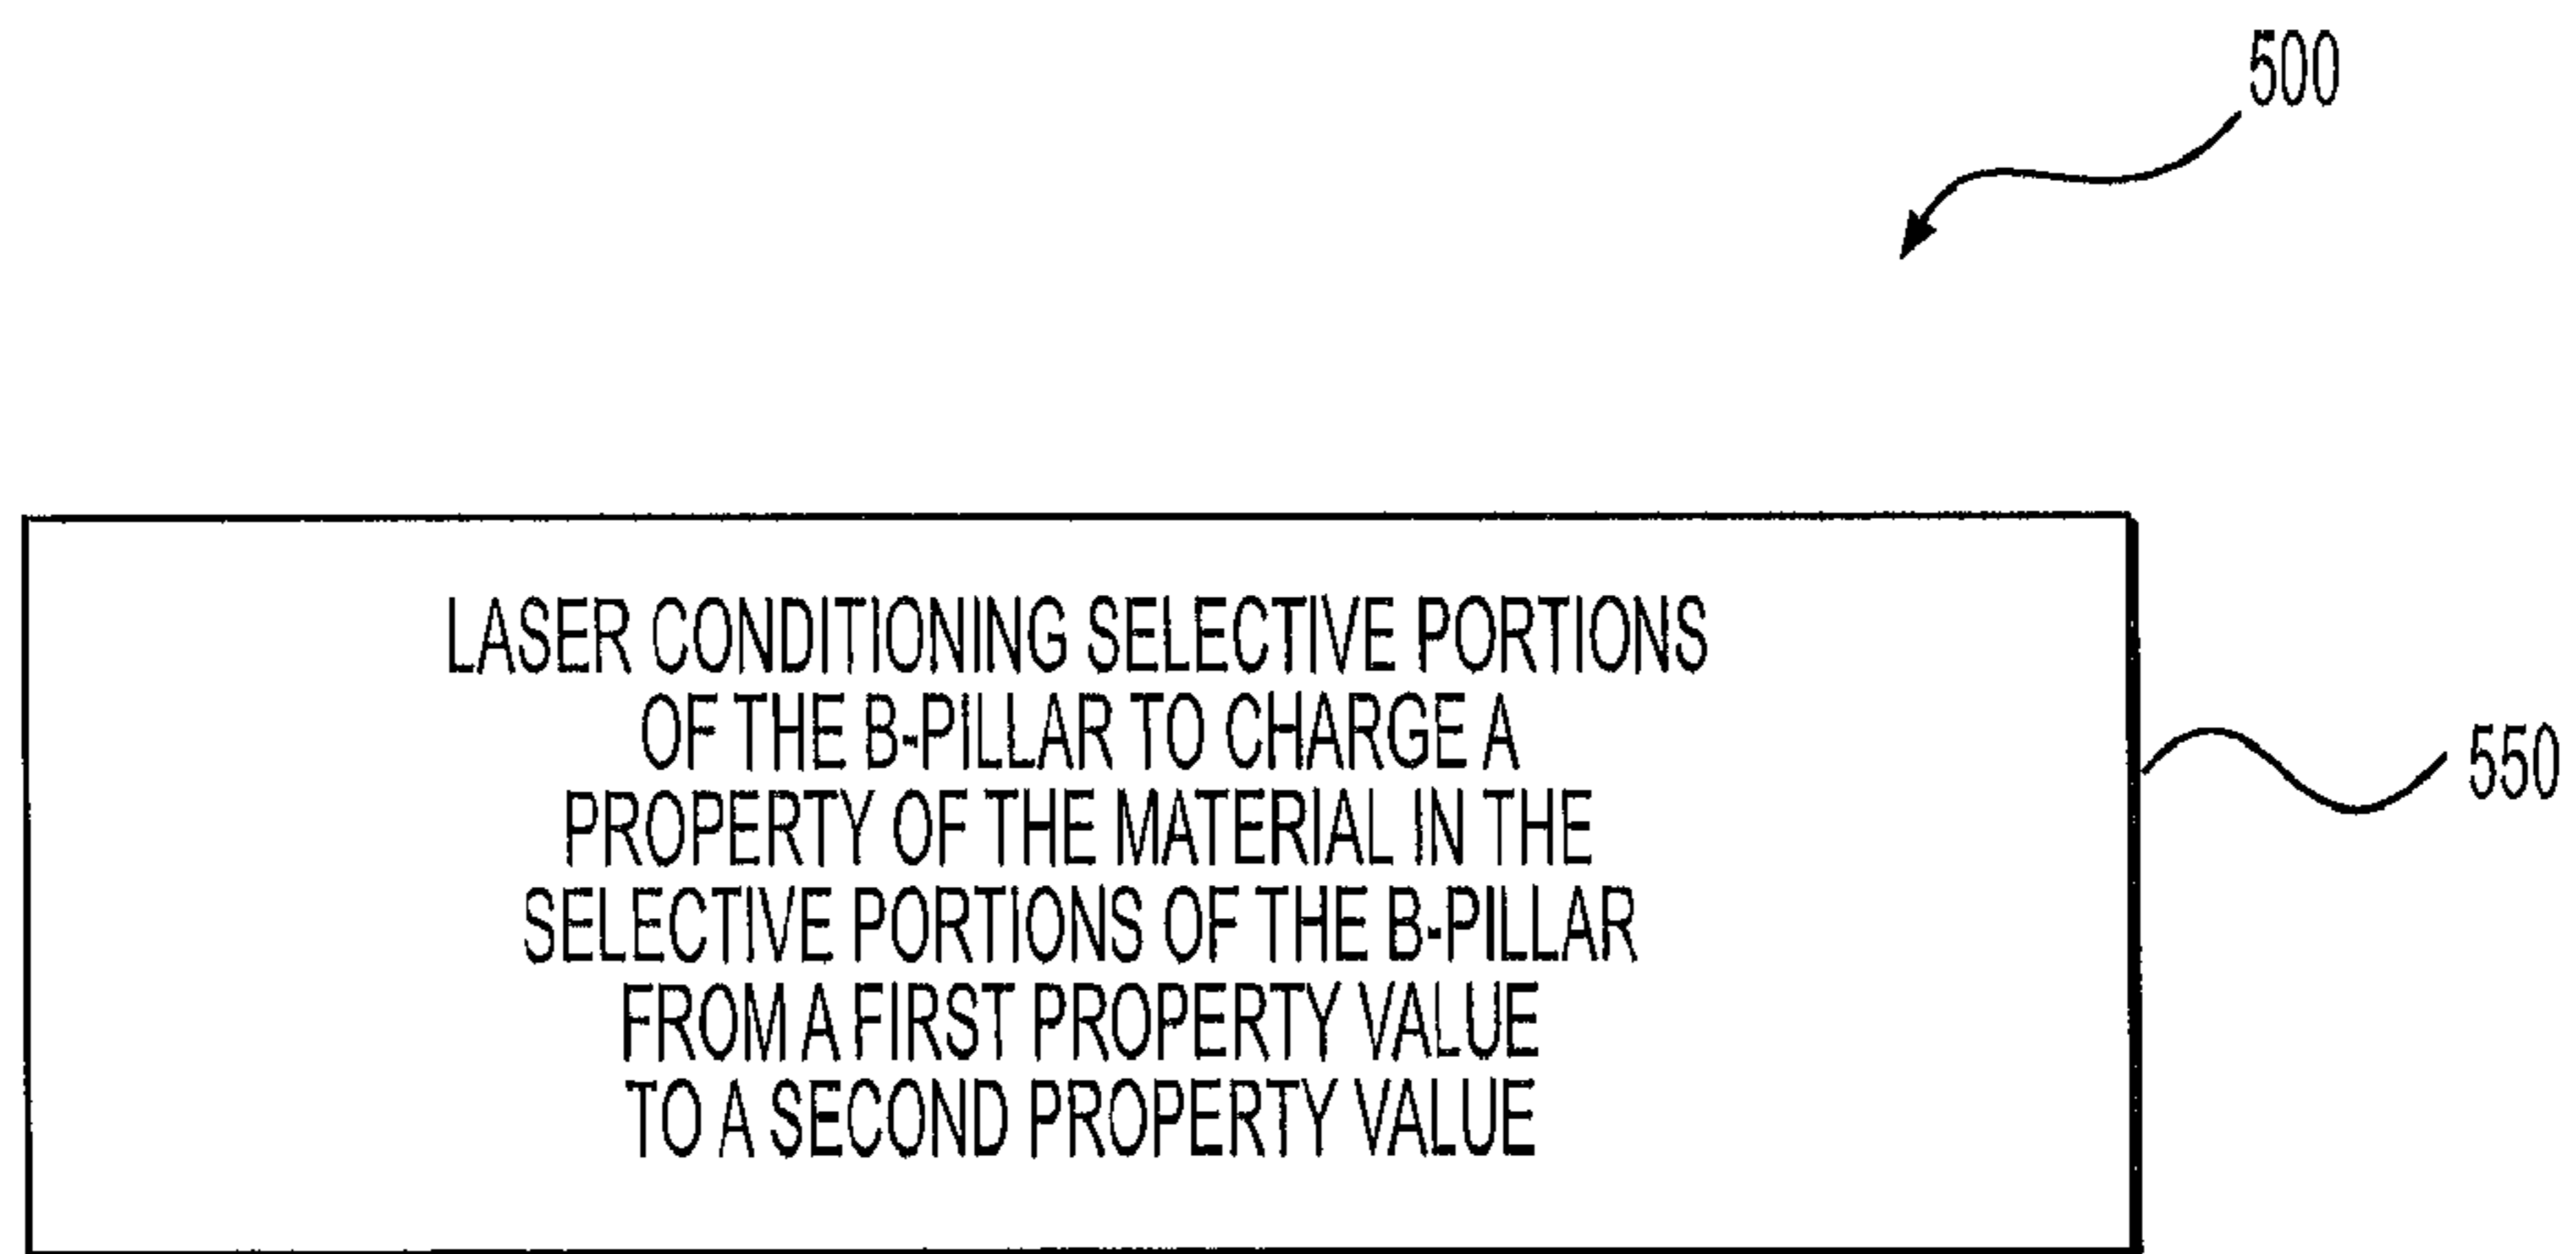 500
LASER CONDITIONING SELECTIVE PORTIONS
OF THE B-PILLAR TO CHARGE A
PROPERTY OF THE MATERIAL IN THE
SELECTIVE PORTIONS OF THE B-PILLAR
FROM A FIRST PROPERTY VALUE
TO A SECOND PROPERTY VALUE
550